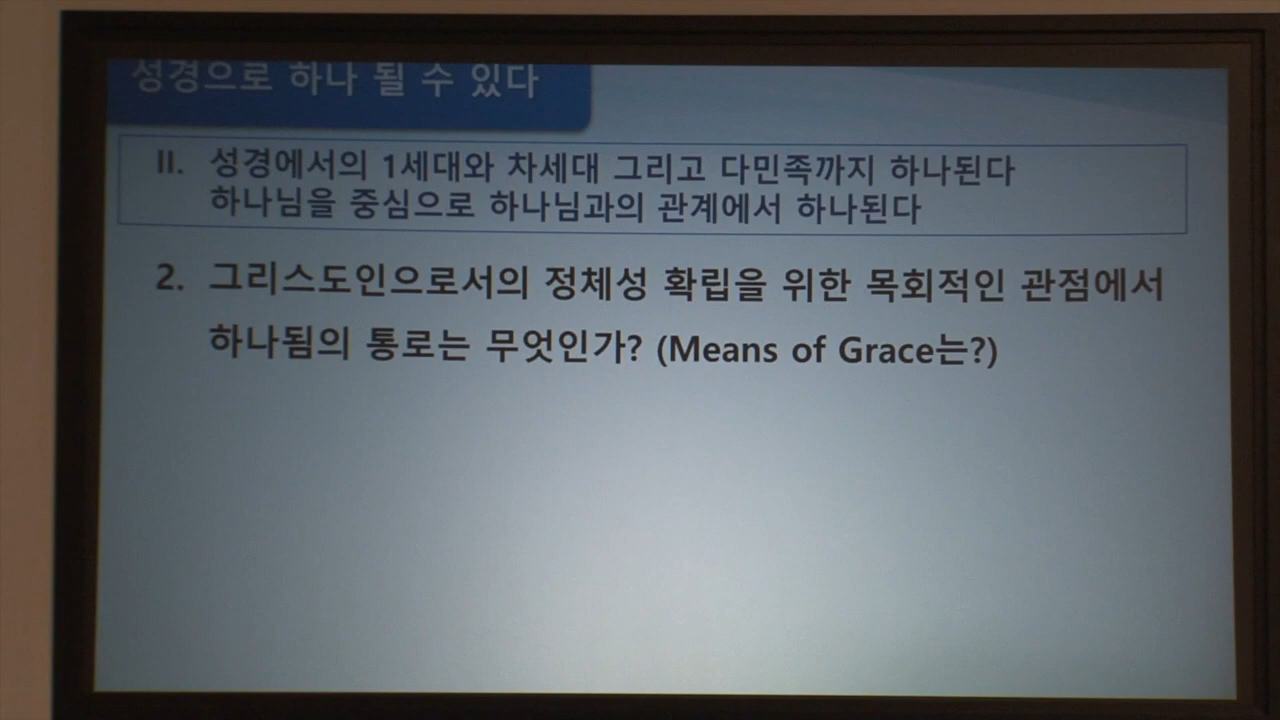 성경으로 하나 될 수 있다
II. 성경에서의 1세대와 차세대 그리고 다민족까지 하나된다
하나님을 중심으로 하나님과의 관계에서 하나된다
2. 그리스도인으로서의 정체성 확립을 위한 목회적인 관점에서
하나됨의 통로는 무엇인가? (Means of Grace는?)